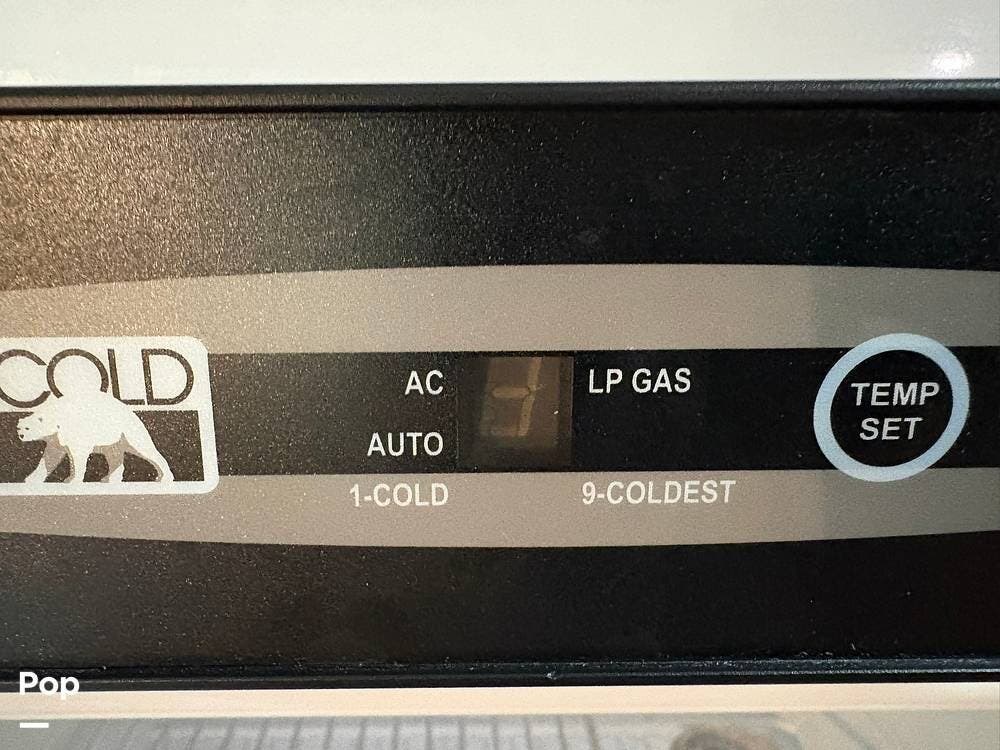 COLD
AC
LP GAS
AUTO
1-COLD
9-COLDEST
TEMP
SET
Pop